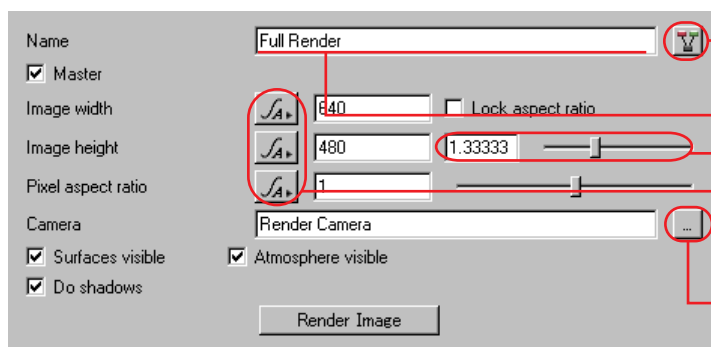 Name Full Render
Master
Image width 640 Lock aspect ratio
Image height 480 1.33333
Pixel aspect ratio 1
Camera Render Camera ...
Surfaces visible Atmosphere visible
Do shadows
Render Image